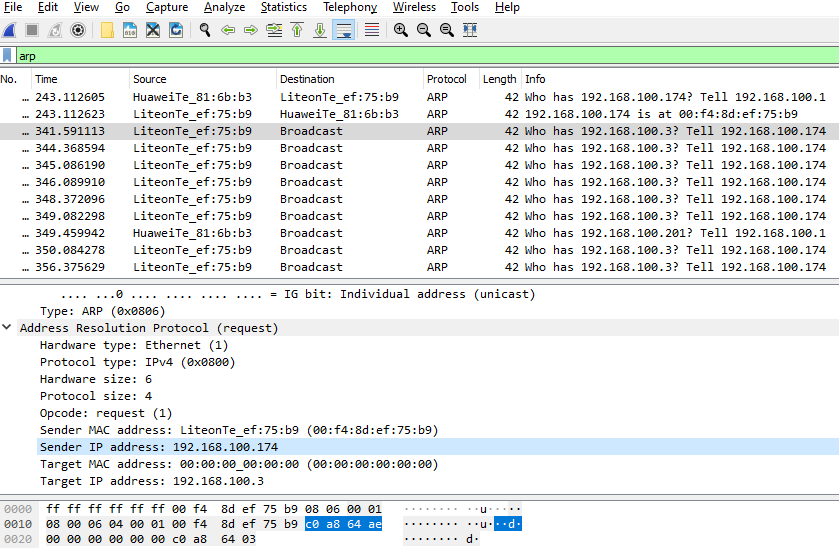 File Edit View Go Capture Analyze Statistics Telephony Wireless Tools Help
arp
No. Time Source Destination Protocol Length Info
… 243.112605 HuaweiTe_81:6b:b3 LiteonTe_ef:75:b9 ARP 42 Who has 192.168.100.174? Tell 192.168.100.1
… 243.112623 LiteonTe_ef:75:b9 HuaweiTe_81:6b:b3 ARP 42 192.168.100.174 is at 00:f4:8d:ef:75:b9
… 341.591113 LiteonTe_ef:75:b9 Broadcast ARP 42 Who has 192.168.100.3? Tell 192.168.100.174
… 344.368594 LiteonTe_ef:75:b9 Broadcast ARP 42 Who has 192.168.100.3? Tell 192.168.100.174
… 345.086190 LiteonTe_ef:75:b9 Broadcast ARP 42 Who has 192.168.100.3? Tell 192.168.100.174
… 346.089910 LiteonTe_ef:75:b9 Broadcast ARP 42 Who has 192.168.100.3? Tell 192.168.100.174
… 348.372096 LiteonTe_ef:75:b9 Broadcast ARP 42 Who has 192.168.100.3? Tell 192.168.100.174
… 349.082298 LiteonTe_ef:75:b9 Broadcast ARP 42 Who has 192.168.100.3? Tell 192.168.100.174
… 349.459942 HuaweiTe_81:6b:b3 Broadcast ARP 42 Who has 192.168.100.201? Tell 192.168.100.1
… 350.084278 LiteonTe_ef:75:b9 Broadcast ARP 42 Who has 192.168.100.3? Tell 192.168.100.174
… 356.375629 LiteonTe_ef:75:b9 Broadcast ARP 42 Who has 192.168.100.3? Tell 192.168.100.174
.... ...0 .... .... .... .... = IG bit: Individual address (unicast)
Type: ARP (0x0806)
Address Resolution Protocol (request)
Hardware type: Ethernet (1)
Protocol type: IPv4 (0x0800)
Hardware size: 6
Protocol size: 4
Opcode: request (1)
Sender MAC address: LiteonTe_ef:75:b9 (00:f4:8d:ef:75:b9)
Sender IP address: 192.168.100.174
Target MAC address: 00:00:00_00:00:00 (00:00:00:00:00:00)
Target IP address: 192.168.100.3
0000 ff ff ff ff ff ff 00 f4 8d ef 75 b9 08 06 00 01 ········ ··u·····
0010 08 00 06 04 00 01 00 f4 8d ef 75 b9 c0 a8 64 ae ········ ··u···d·
0020 00 00 00 00 00 00 c0 a8 64 03 ········ d·